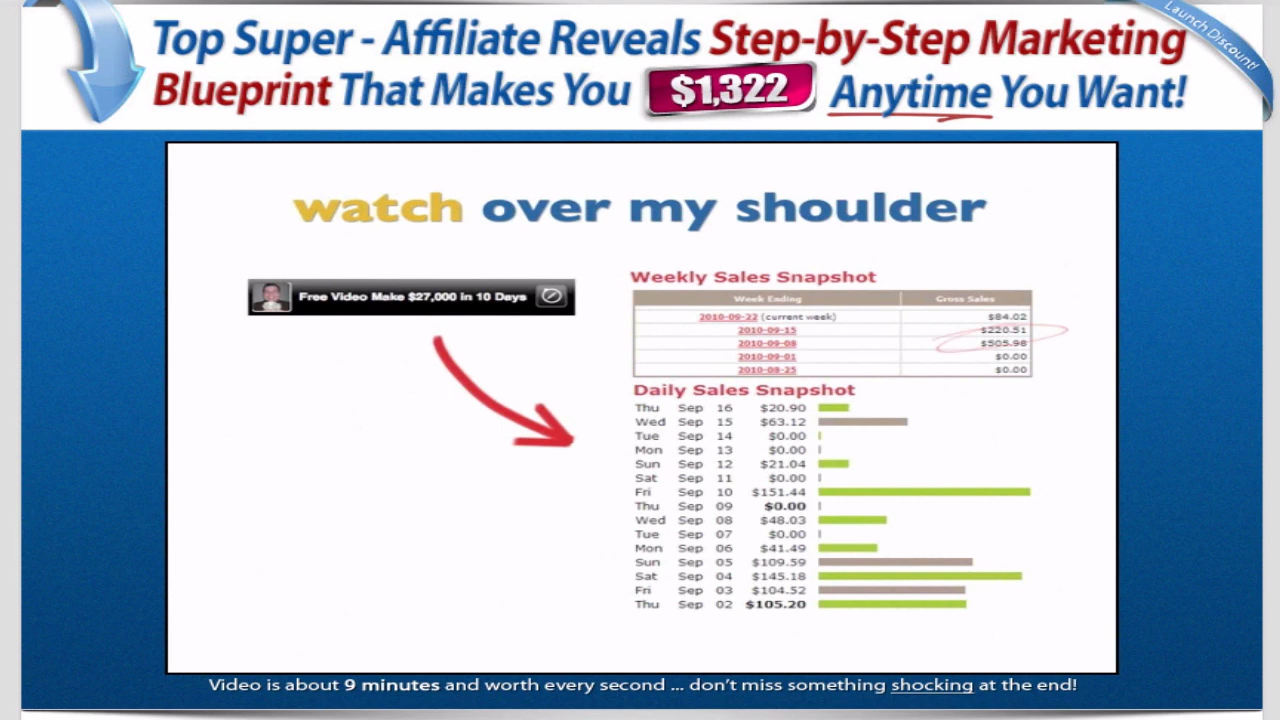 Launch Discount!
Top Super - Affiliate Reveals Step-by-Step Marketing
Blueprint That Makes You $1,322 Anytime You Want!
watch over my shoulder
Free Video Make $27,000 in 10 Days
Weekly Sales Snapshot
Week Ending Gross Sales
2010-09-22 (current week) $84.02
2010-09-15 $220.51
2010-09-08 $505.98
2010-09-01 $0.00
2010-08-25 $0.00
Daily Sales Snapshot
Thu Sep 16 $20.90
Wed Sep 15 $63.12
Tue Sep 14 $0.00
Mon Sep 13 $0.00
Sun Sep 12 $21.04
Sat Sep 11 $0.00
Fri Sep 10 $151.44
Thu Sep 09 $0.00
Wed Sep 08 $48.03
Tue Sep 07 $0.00
Mon Sep 06 $41.49
Sun Sep 05 $109.59
Sat Sep 04 $145.18
Fri Sep 03 $104.52
Thu Sep 02 $105.20
Video is about 9 minutes and worth every second ... don't miss something shocking at the end!